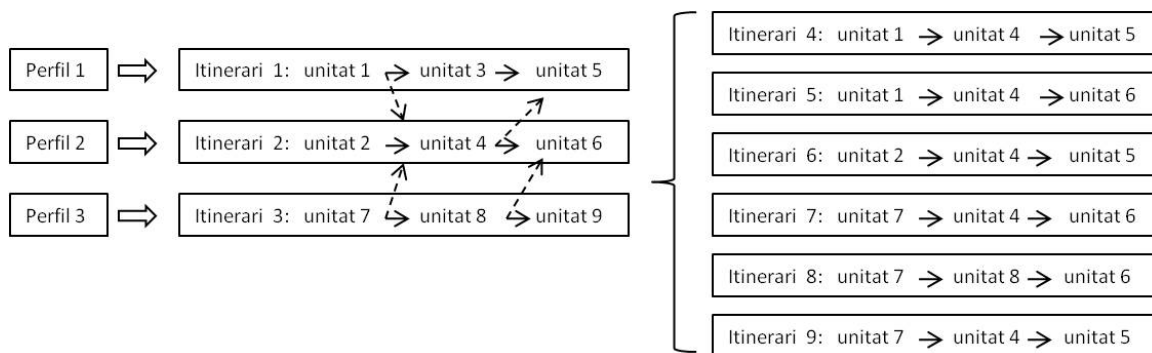 Perfil 1
Itinerari 1: unitat 1 → unitat 3 → unitat 5
Perfil 2
Itinerari 2: unitat 2 → unitat 4 → unitat 6
Perfil 3
Itinerari 3: unitat 7 → unitat 8 → unitat 9
Itinerari 4: unitat 1 → unitat 4 → unitat 5
Itinerari 5: unitat 1 → unitat 4 → unitat 6
Itinerari 6: unitat 2 → unitat 4 → unitat 5
Itinerari 7: unitat 7 → unitat 4 → unitat 6
Itinerari 8: unitat 7 → unitat 8 → unitat 6
Itinerari 9: unitat 7 → unitat 4 → unitat 5